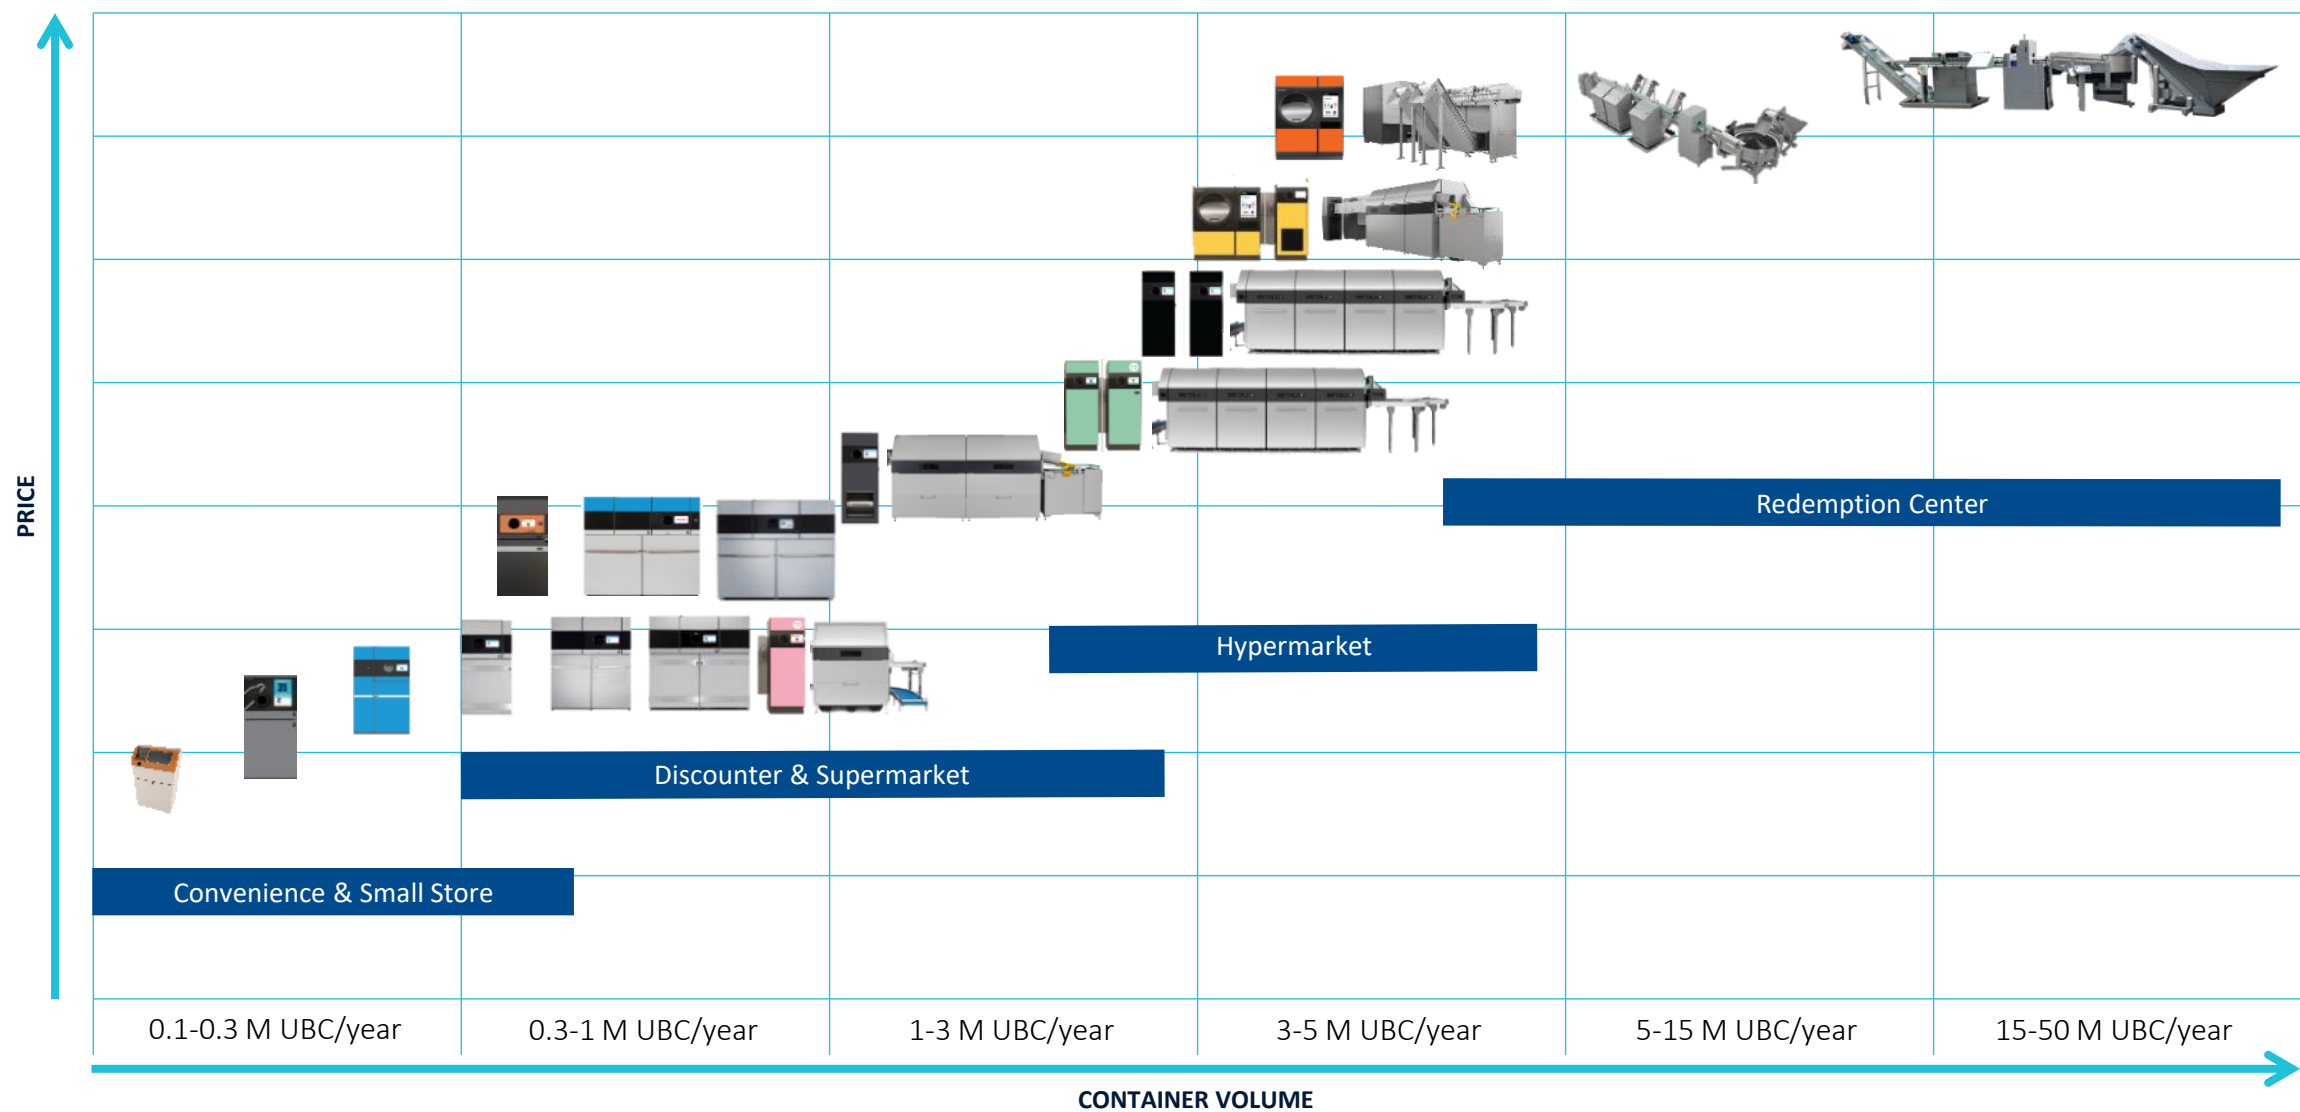 PRICE
Redemption Center
Hypermarket
Discounter & Supermarket
Convenience & Small Store
0.1-0.3 M UBC/year
0.3-1 M UBC/year
1-3 M UBC/year
3-5 M UBC/year
5-15 M UBC/year
15-50 M UBC/year
CONTAINER VOLUME